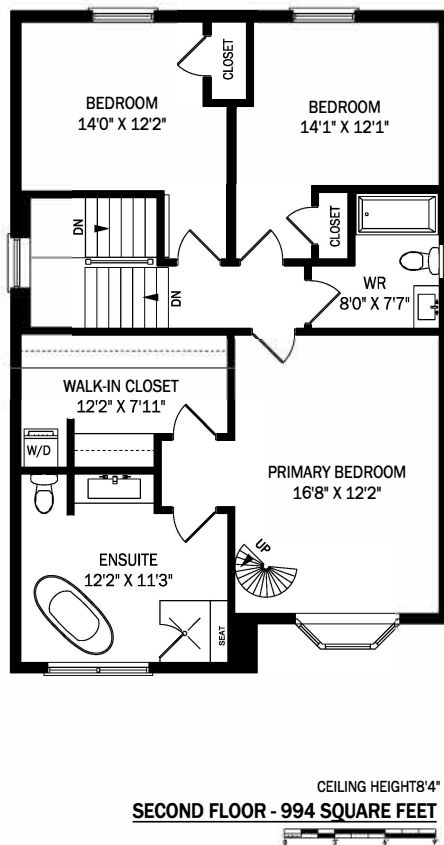 CLOSET
BEDROOM
14'0" X 12'2"
BEDROOM
14'1" X 12'1"
DN
CLOSET
DN
WR
8'0" X 7'7"
WALK-IN CLOSET
12'2" X 7'11"
W/D
PRIMARY BEDROOM
16'8" X 12'2"
UP
ENSUITE
12'2" X 11'3"
SEAT
CEILING HEIGHT8'4"
SECOND FLOOR - 994 SQUARE FEET